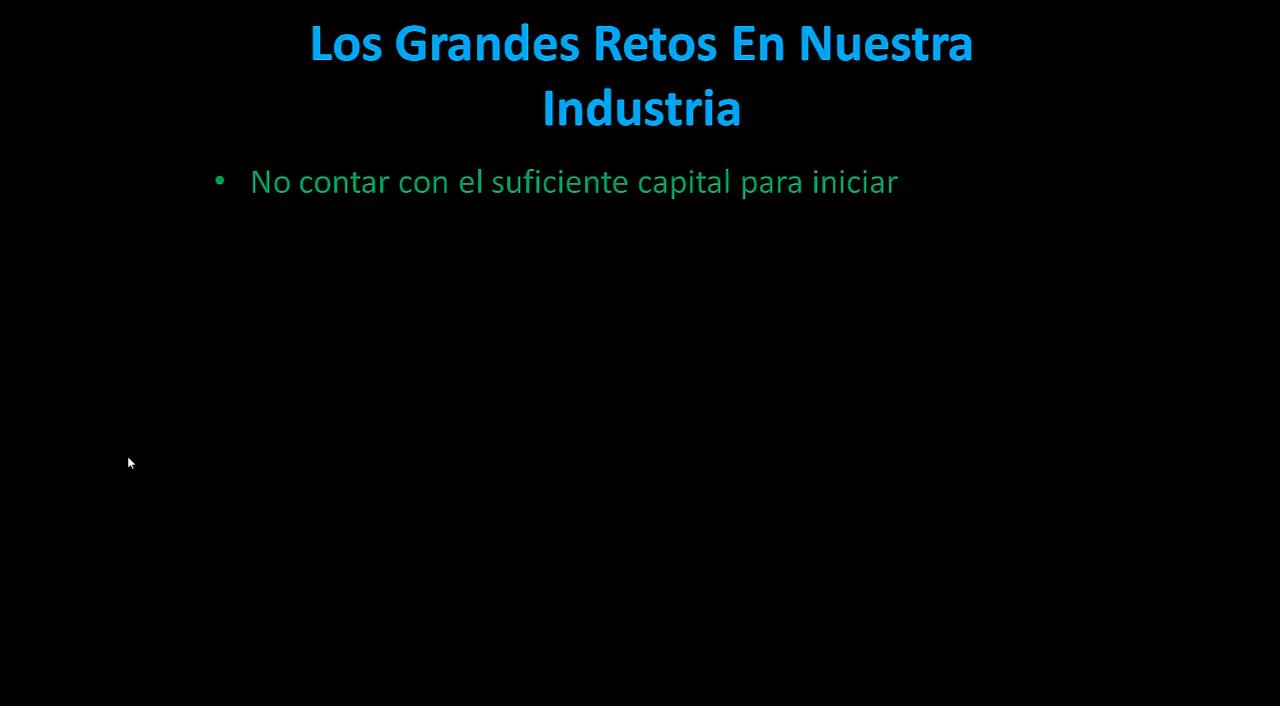 Los Grandes Retos En Nuestra
Industria
• No contar con el suficiente capital para iniciar